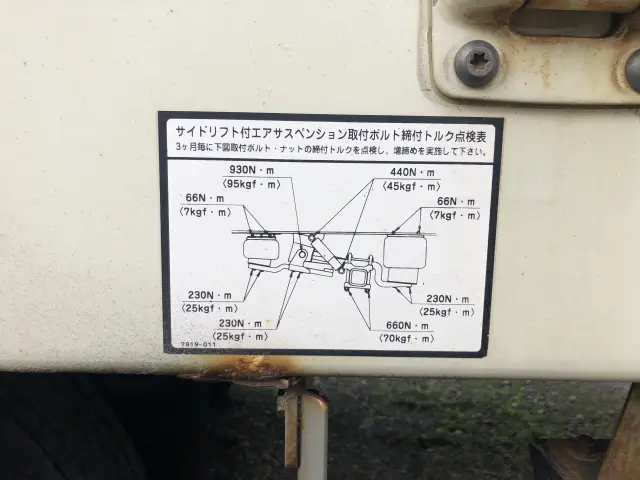 サイドリフト付エアサスペンション取付ボルト締付トルク点検表
3ヶ月毎に下図取付ボルト・ナットの締付トルクを点検し、増締めを実施して下さい。
930N・m
(95kgf・m)
440N・m
(45kgf・m)
66N・m
(7kgf・m)
66N・m
(7kgf・m)
230N・m
(25kgf・m)
230N・m
(25kgf・m)
230N・m
(25kgf・m)
660N・m
(70kgf・m)
7919-011